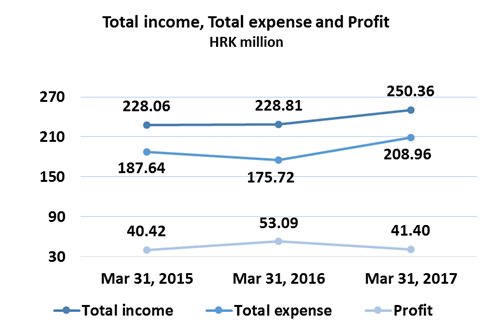 Total income, Total expense and Profit
HRK million
270
210
150
90
30
228.06
228.81
250.36
187.64
175.72
208.96
40.42
53.09
41.40
Mar 31, 2015
Mar 31, 2016
Mar 31, 2017
Total income
Total expense
Profit